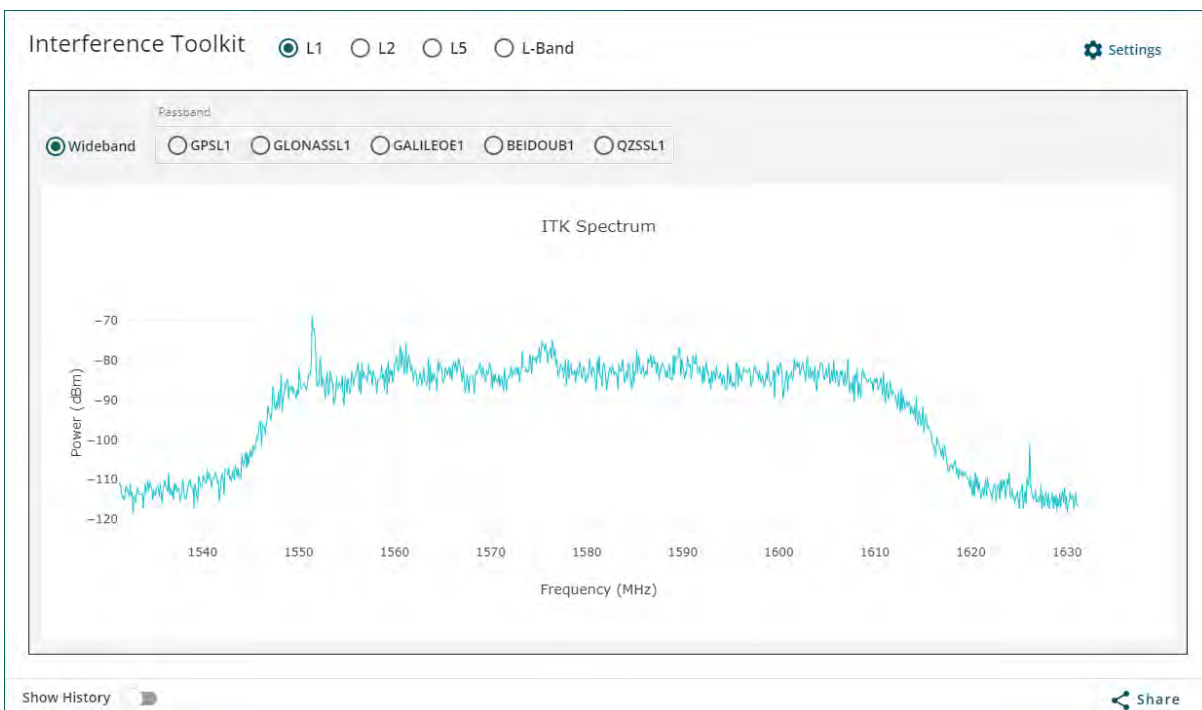 Interference Toolkit L1 L2 L5 L-Band Settings
Passband
Wideband GPSL1 GLONASSL1 GALILEOE1 BEIDOUB1 QZSSL1
ITK Spectrum
−70
−80
−90
−100
−110
−120
Power (dBm)
1540 1550 1560 1570 1580 1590 1600 1610 1620 1630
Frequency (MHz)
Show History Share